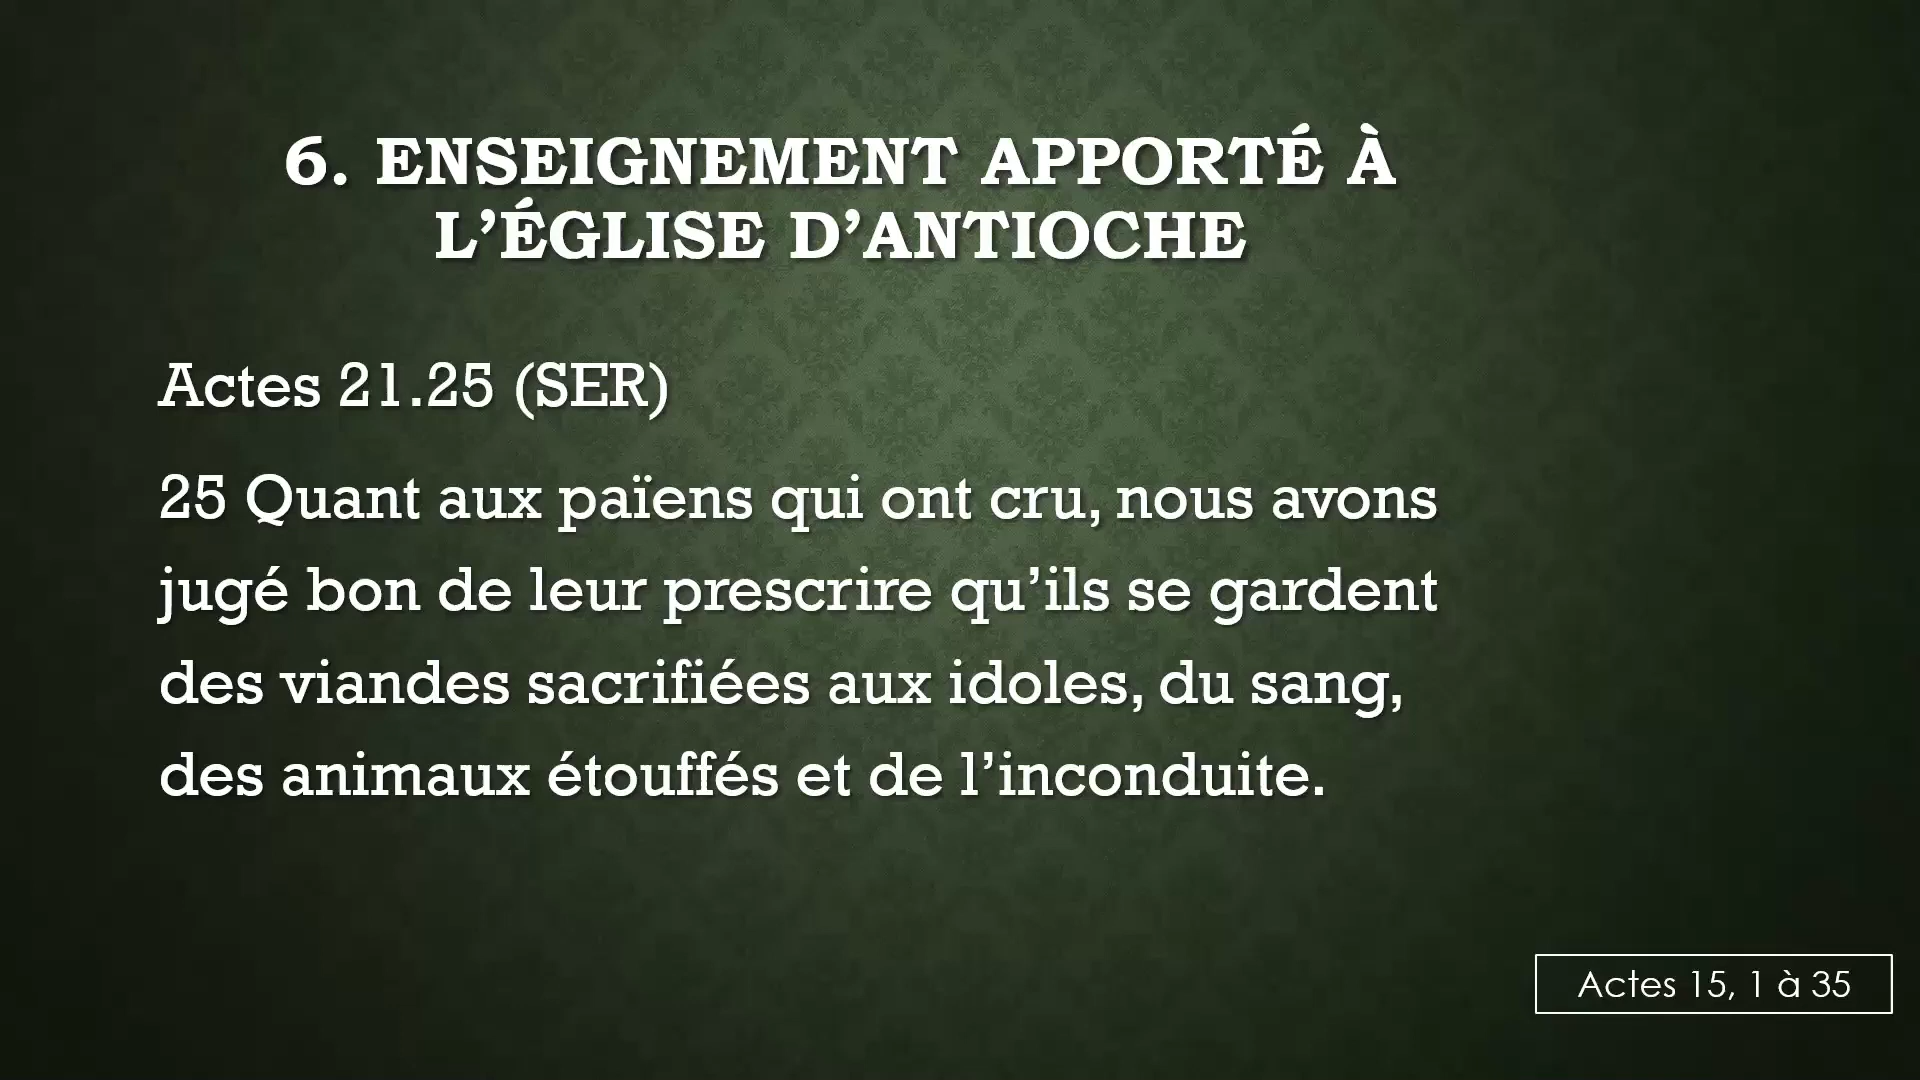 6. ENSEIGNEMENT APPORTÉ À
L’ÉGLISE D’ANTIOCHE
Actes 21.25 (SER)
25 Quant aux païens qui ont cru, nous avons
jugé bon de leur prescrire qu’ils se gardent
des viandes sacrifiées aux idoles, du sang,
des animaux étouffés et de l’inconduite.
Actes 15, 1 à 35